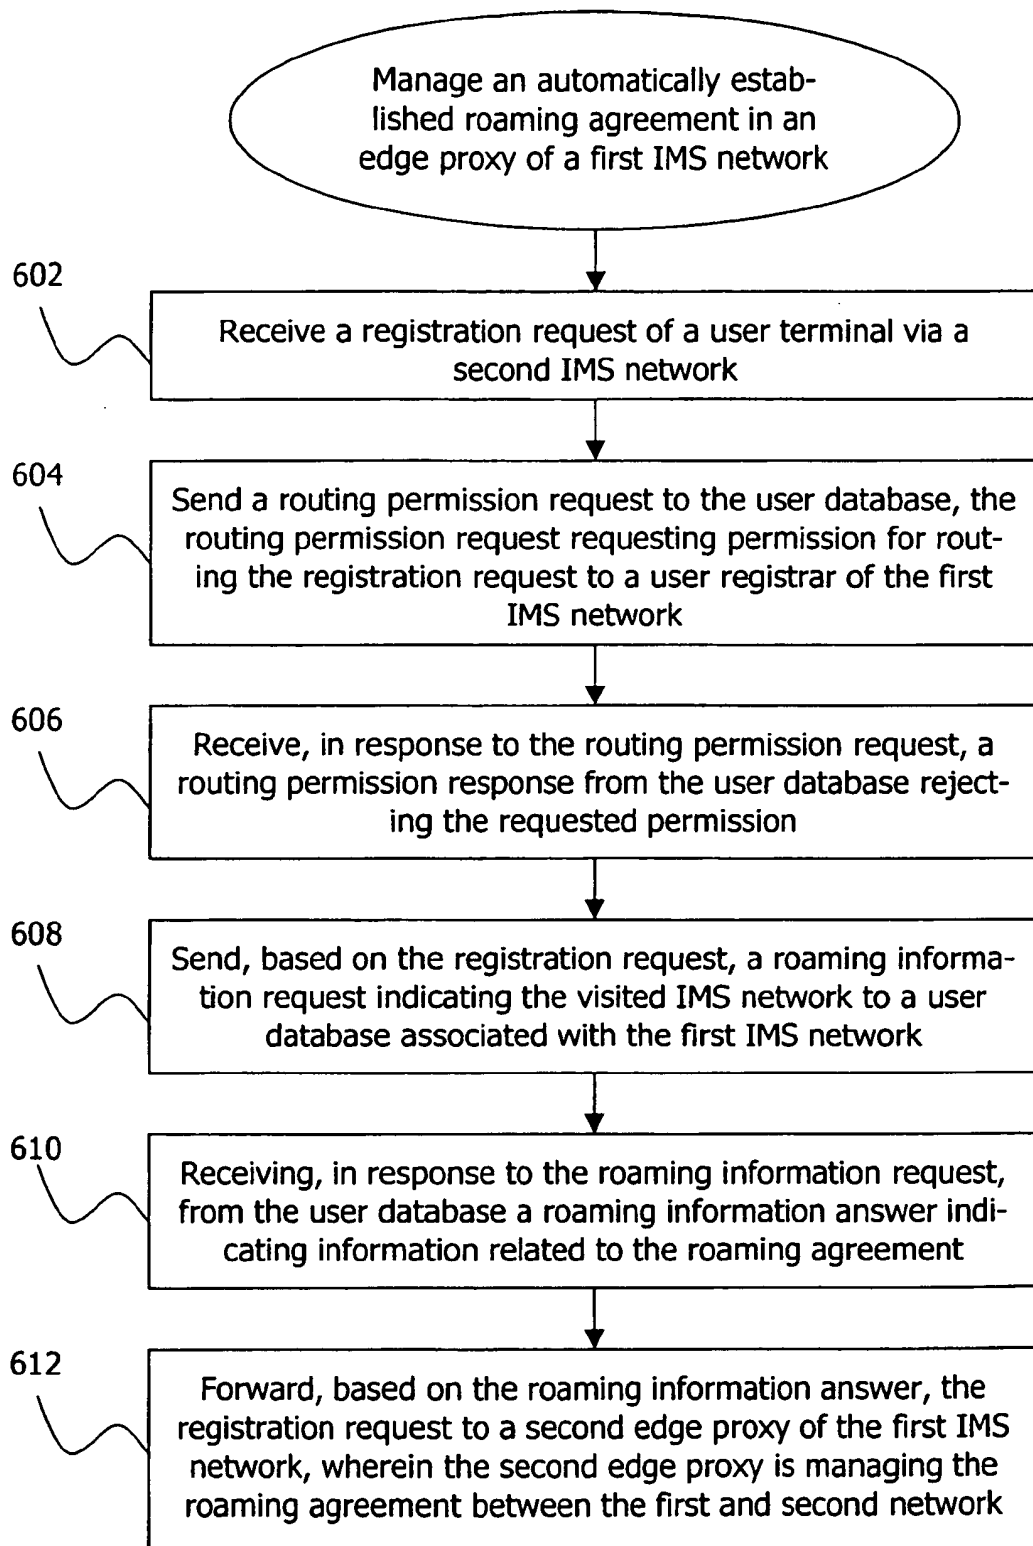 Manage an automatically estab-
lished roaming agreement in an
edge proxy of a first IMS network
602
Receive a registration request of a user terminal via a
second IMS network
604
Send a routing permission request to the user database, the
routing permission request requesting permission for rout-
ing the registration request to a user registrar of the first
IMS network
606
Receive, in response to the routing permission request, a
routing permission response from the user database reject-
ing the requested permission
608
Send, based on the registration request, a roaming informa-
tion request indicating the visited IMS network to a user
database associated with the first IMS network
610
Receiving, in response to the roaming information request,
from the user database a roaming information answer indi-
cating information related to the roaming agreement
612
Forward, based on the roaming information answer, the
registration request to a second edge proxy of the first IMS
network, wherein the second edge proxy is managing the
roaming agreement between the first and second network